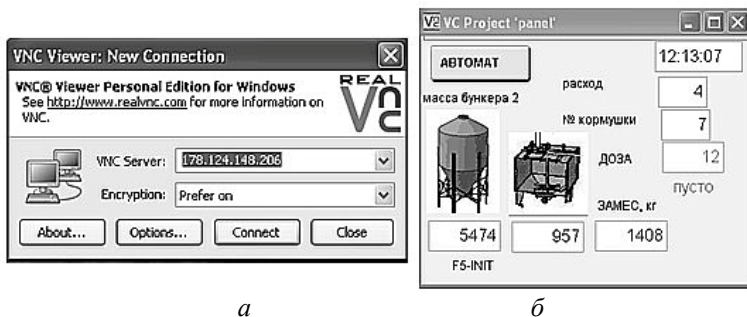 VNC Viewer: New Connection
VNC® Viewer Personal Edition for Windows
See http://www.realvnc.com for more information on
VNC.
REAL
VNC
VNC Server: 178.124.148.206
Encryption: Prefer on
About... Options... Connect Close
а
V2 VC Project 'panel'
АВТОМАТ
12:13:07
расход
4
масса бункера 2
№ кормушки
7
ДОЗА
12
пусто
ЗАМЕС, кг
5474 957 1408
F5-INIT
б